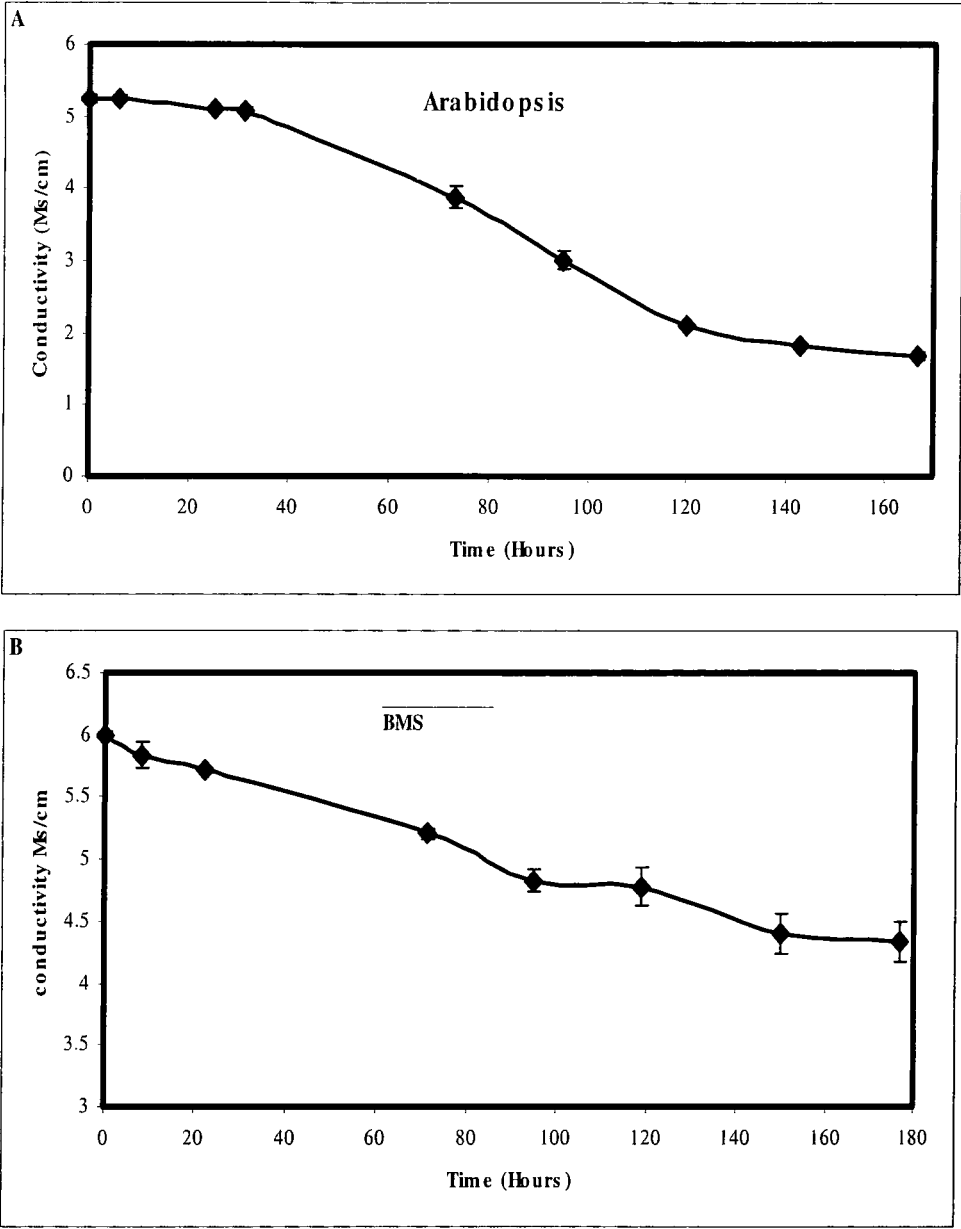 A
6
Arabidopsis
5
4
3
2
1
0
Conductivity (Ms/cm)
0 20 40 60 80 100 120 140 160
Time (Hours)
B
6.5
BMS
6
5.5
5
4.5
4
3.5
3
conductivity Ms/cm
0 20 40 60 80 100 120 140 160 180
Time (Hours)